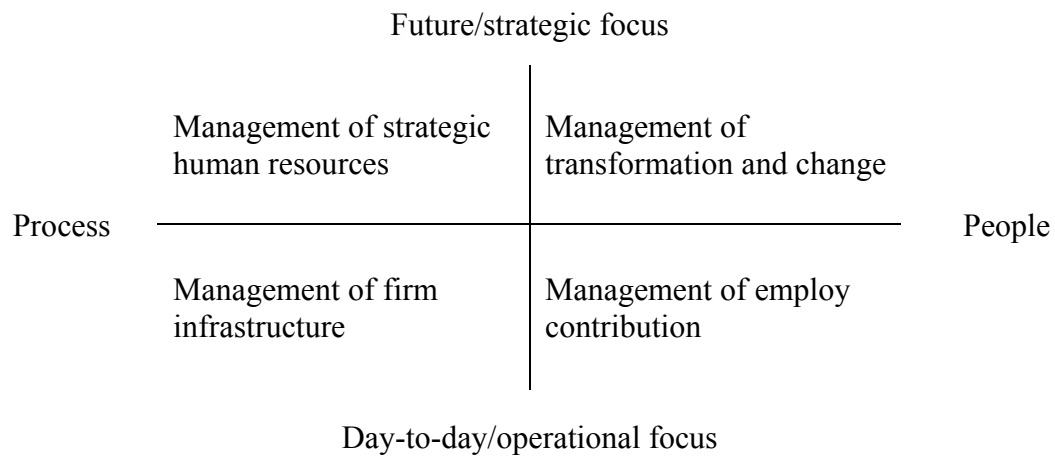 Future/strategic focus
Management of strategic
human resources
Management of
transformation and change
Process
People
Management of firm
infrastructure
Management of employ
contribution
Day-to-day/operational focus